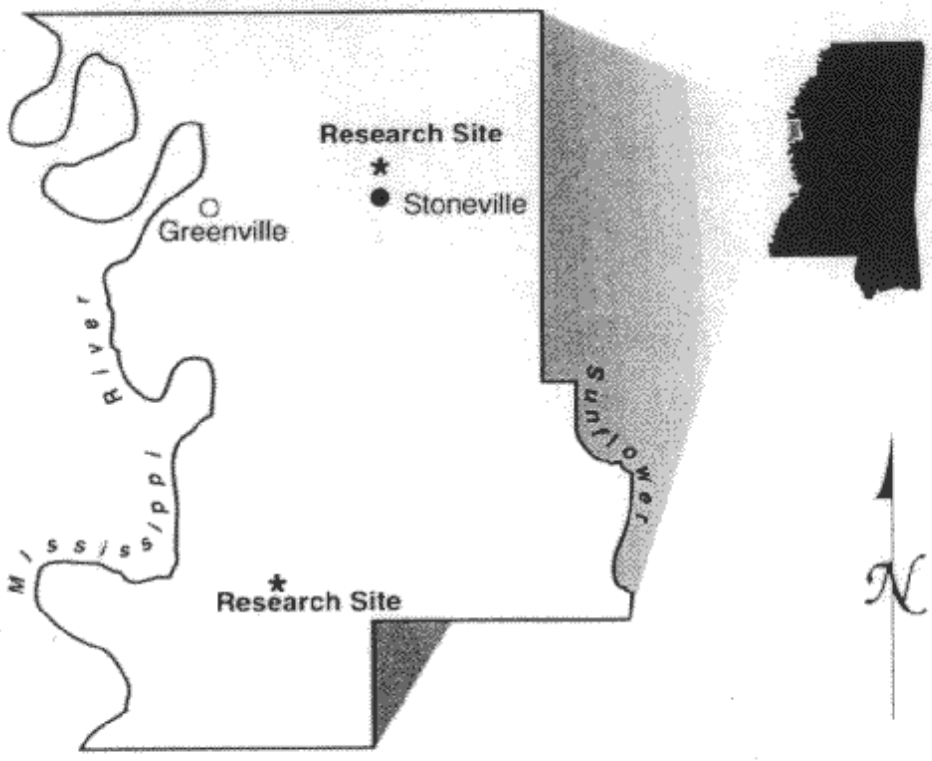 Research Site
Stoneville
Greenville
Mississippi River
Sunflower
Research Site
N